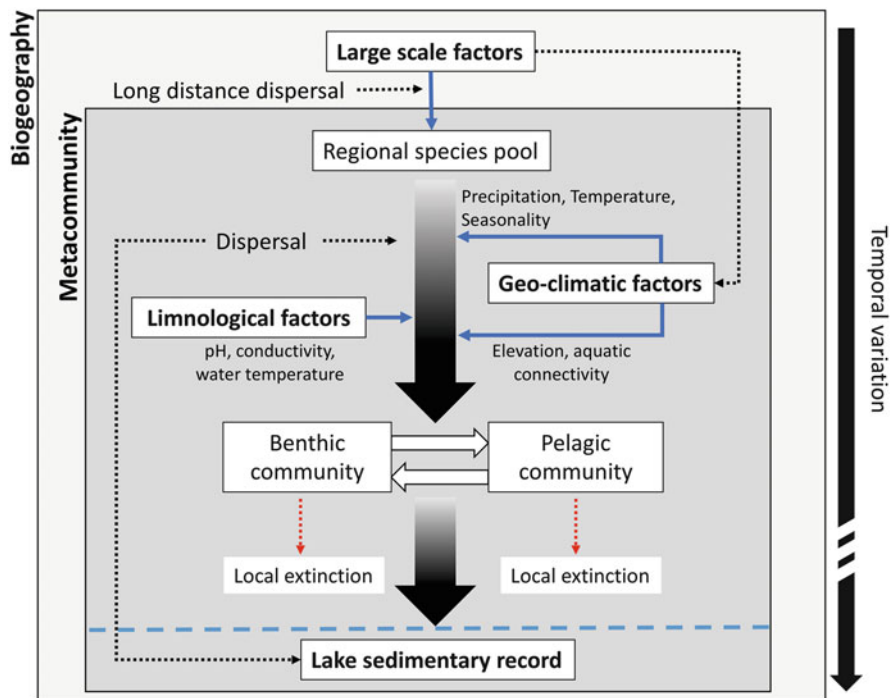 Biogeography
Large scale factors
Long distance dispersal
Metacommunity
Regional species pool
Precipitation, Temperature,
Seasonality
Dispersal
Geo-climatic factors
Limnological factors
pH, conductivity,
water temperature
Elevation, aquatic
connectivity
Temporal variation
Benthic
community
Pelagic
community
Local extinction
Local extinction
Lake sedimentary record